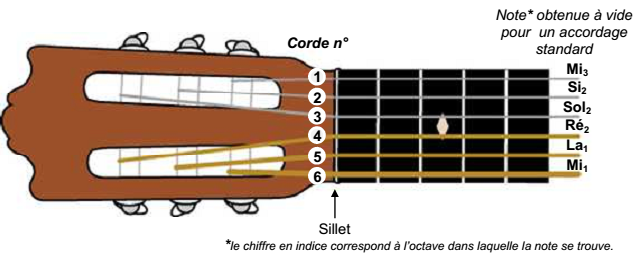 Note* obtenue à vide
pour un accordage
standard
Corde n°
1
2
3
4
5
6
Mi₃
Si₂
Sol₂
Ré₂
La₁
Mi₁
Sillet
*le chiffre en indice correspond à l'octave dans laquelle la note se trouve.